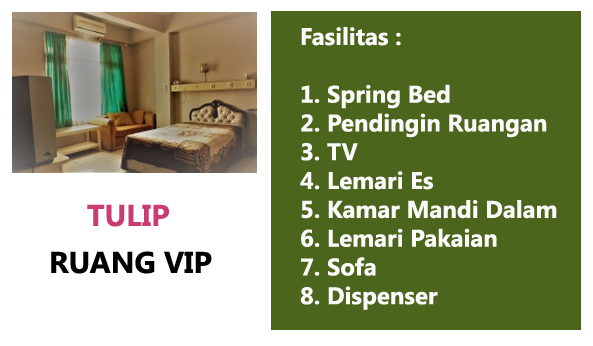 TULIP
RUANG VIP
Fasilitas :
1. Spring Bed
2. Pendingin Ruangan
3. TV
4. Lemari Es
5. Kamar Mandi Dalam
6. Lemari Pakaian
7. Sofa
8. Dispenser